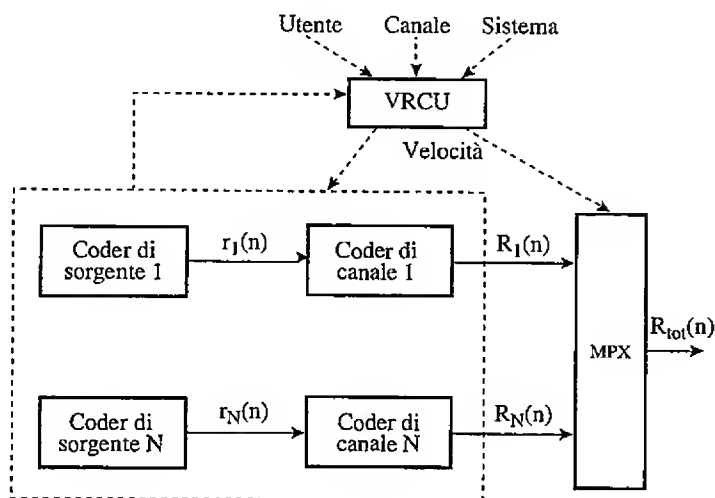 Utente Canale Sistema
VRCU
Velocità
Coder di
sorgente 1
r1(n)
Coder di
canale 1
R1(n)
MPX
Rtot(n)
Coder di
sorgente N
rN(n)
Coder di
canale N
RN(n)